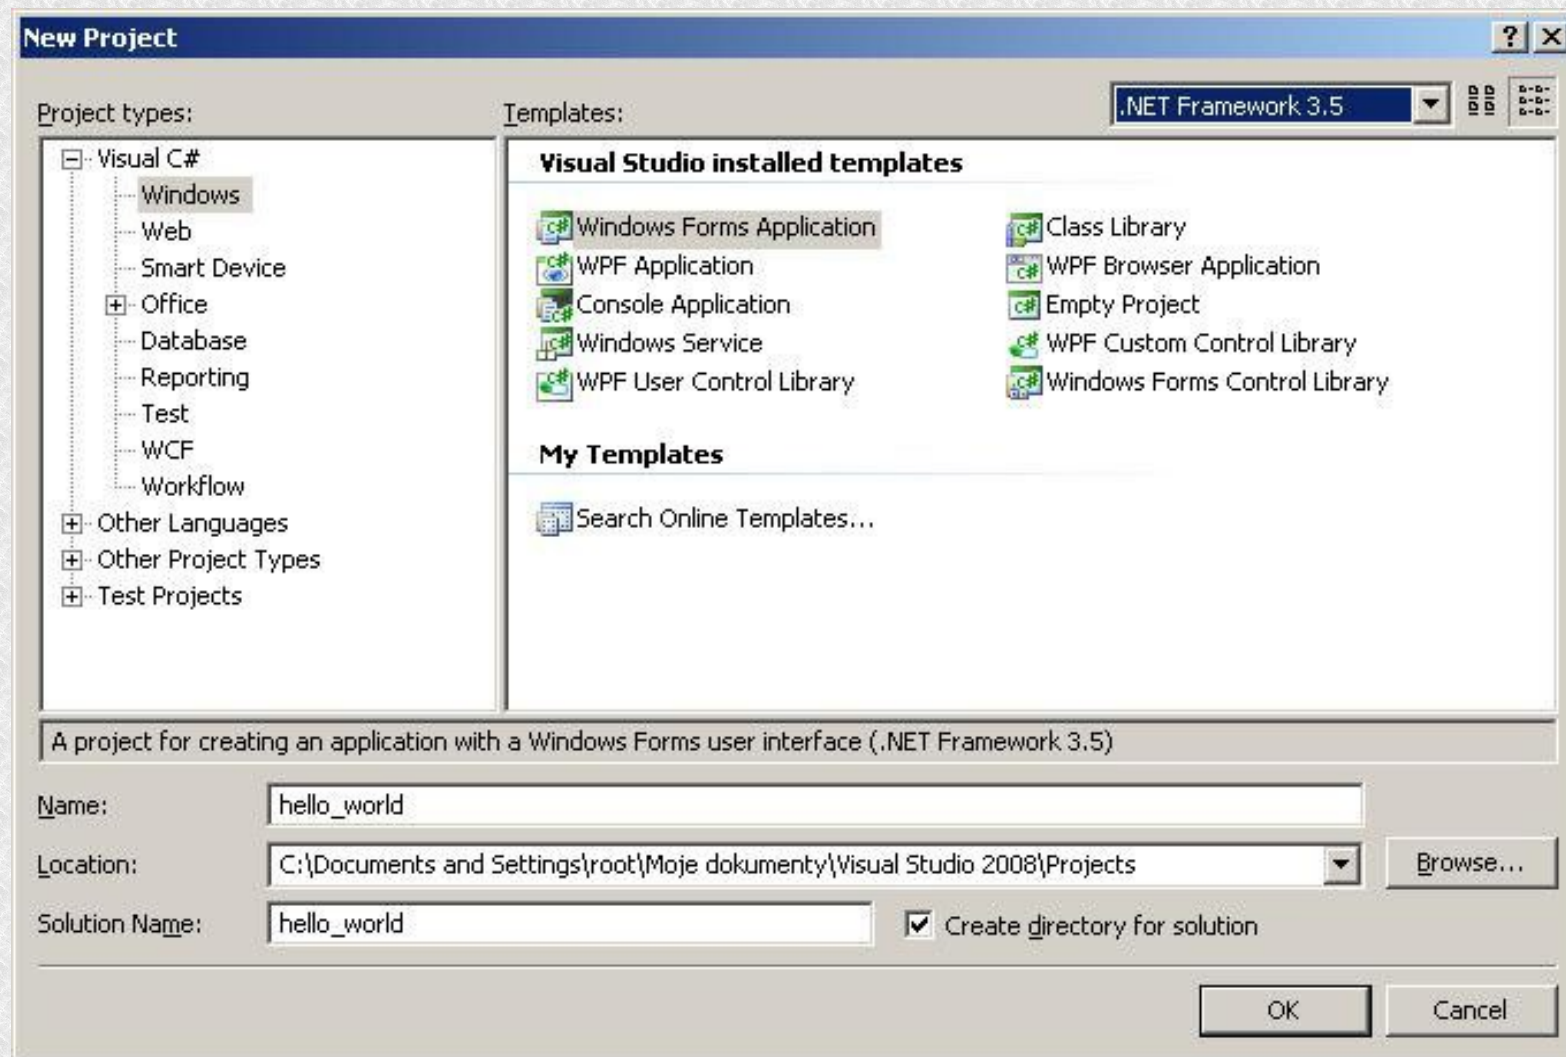 New Project
Project types:
Templates:
.NET Framework 3.5
Visual C#
Windows
Web
Smart Device
Office
Database
Reporting
Test
WCF
Workflow
Other Languages
Other Project Types
Test Projects
Visual Studio installed templates
Windows Forms Application
Class Library
WPF Application
WPF Browser Application
Console Application
Empty Project
Windows Service
WPF Custom Control Library
WPF User Control Library
Windows Forms Control Library
My Templates
Search Online Templates...
A project for creating an application with a Windows Forms user interface (.NET Framework 3.5)
Name:
hello_world
Location:
C:\Documents and Settings\root\Moje dokumenty\Visual Studio 2008\Projects
Browse...
Solution Name:
hello_world
Create directory for solution
OK
Cancel